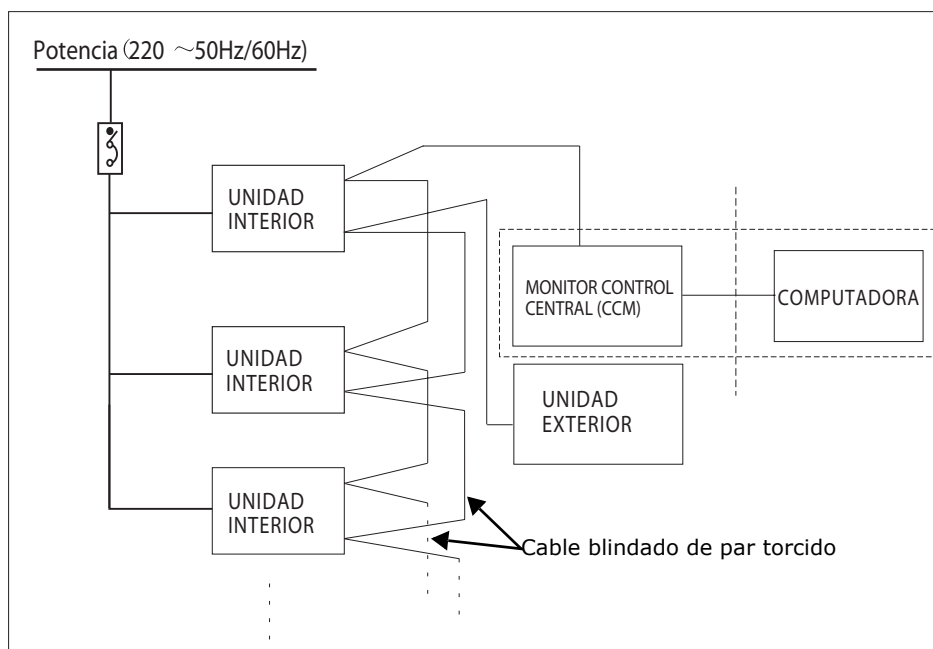 Potencia (220 ～50Hz/60Hz)
UNIDAD
INTERIOR
MONITOR CONTROL
CENTRAL (CCM)
COMPUTADORA
UNIDAD
INTERIOR
UNIDAD
EXTERIOR
UNIDAD
INTERIOR
Cable blindado de par torcido